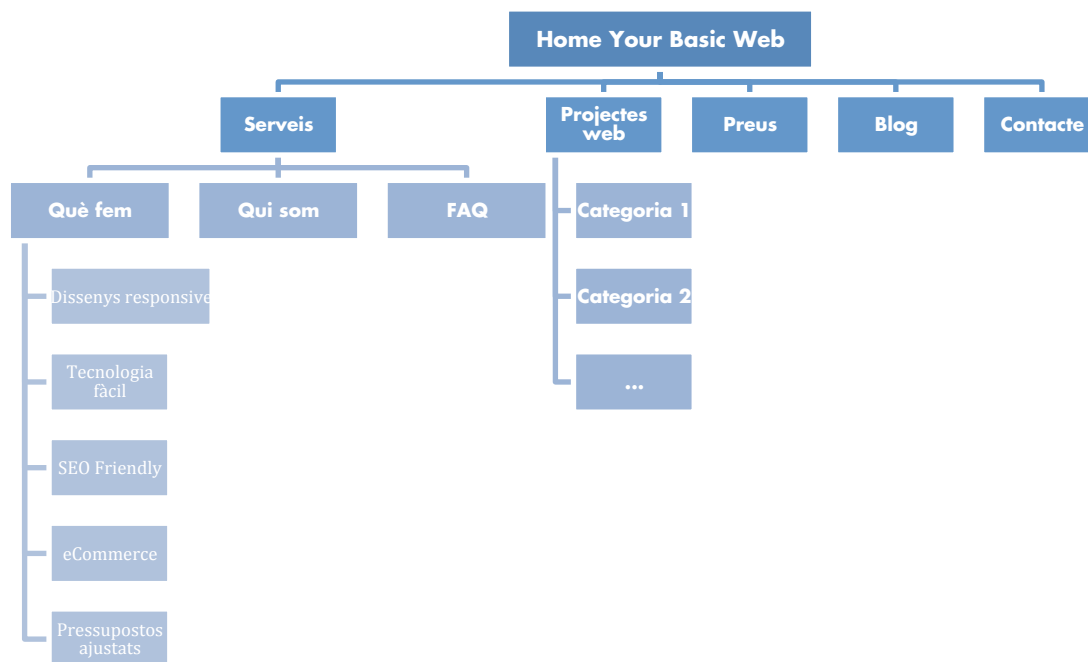 Home Your Basic Web
Serveis
Projectes
web
Preus
Blog
Contacte
Què fem
Qui som
FAQ
Categoria 1
Dissenys responsive
Categoria 2
Tecnologia
fàcil
...
SEO Friendly
eCommerce
Pressupostos
ajustats